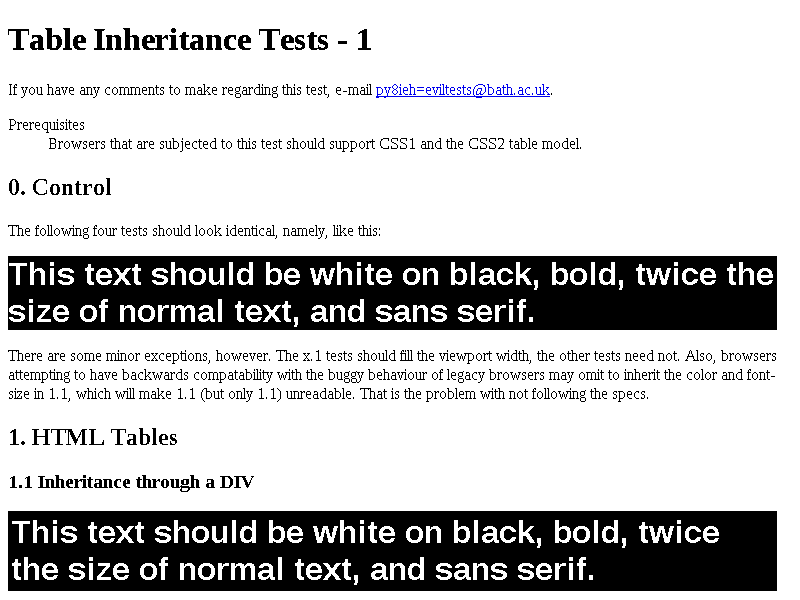 Table Inheritance Tests - 1
If you have any comments to make regarding this test, e-mail py8ieh=eviltests@bath.ac.uk.
Prerequisites
Browsers that are subjected to this test should support CSS1 and the CSS2 table model.
0. Control
The following four tests should look identical, namely, like this:
This text should be white on black, bold, twice the
size of normal text, and sans serif.
There are some minor exceptions, however. The x.1 tests should fill the viewport width, the other tests need not. Also, browsers
attempting to have backwards compatability with the buggy behaviour of legacy browsers may omit to inherit the color and font-
size in 1.1, which will make 1.1 (but only 1.1) unreadable. That is the problem with not following the specs.
1. HTML Tables
1.1 Inheritance through a DIV
This text should be white on black, bold, twice
the size of normal text, and sans serif.